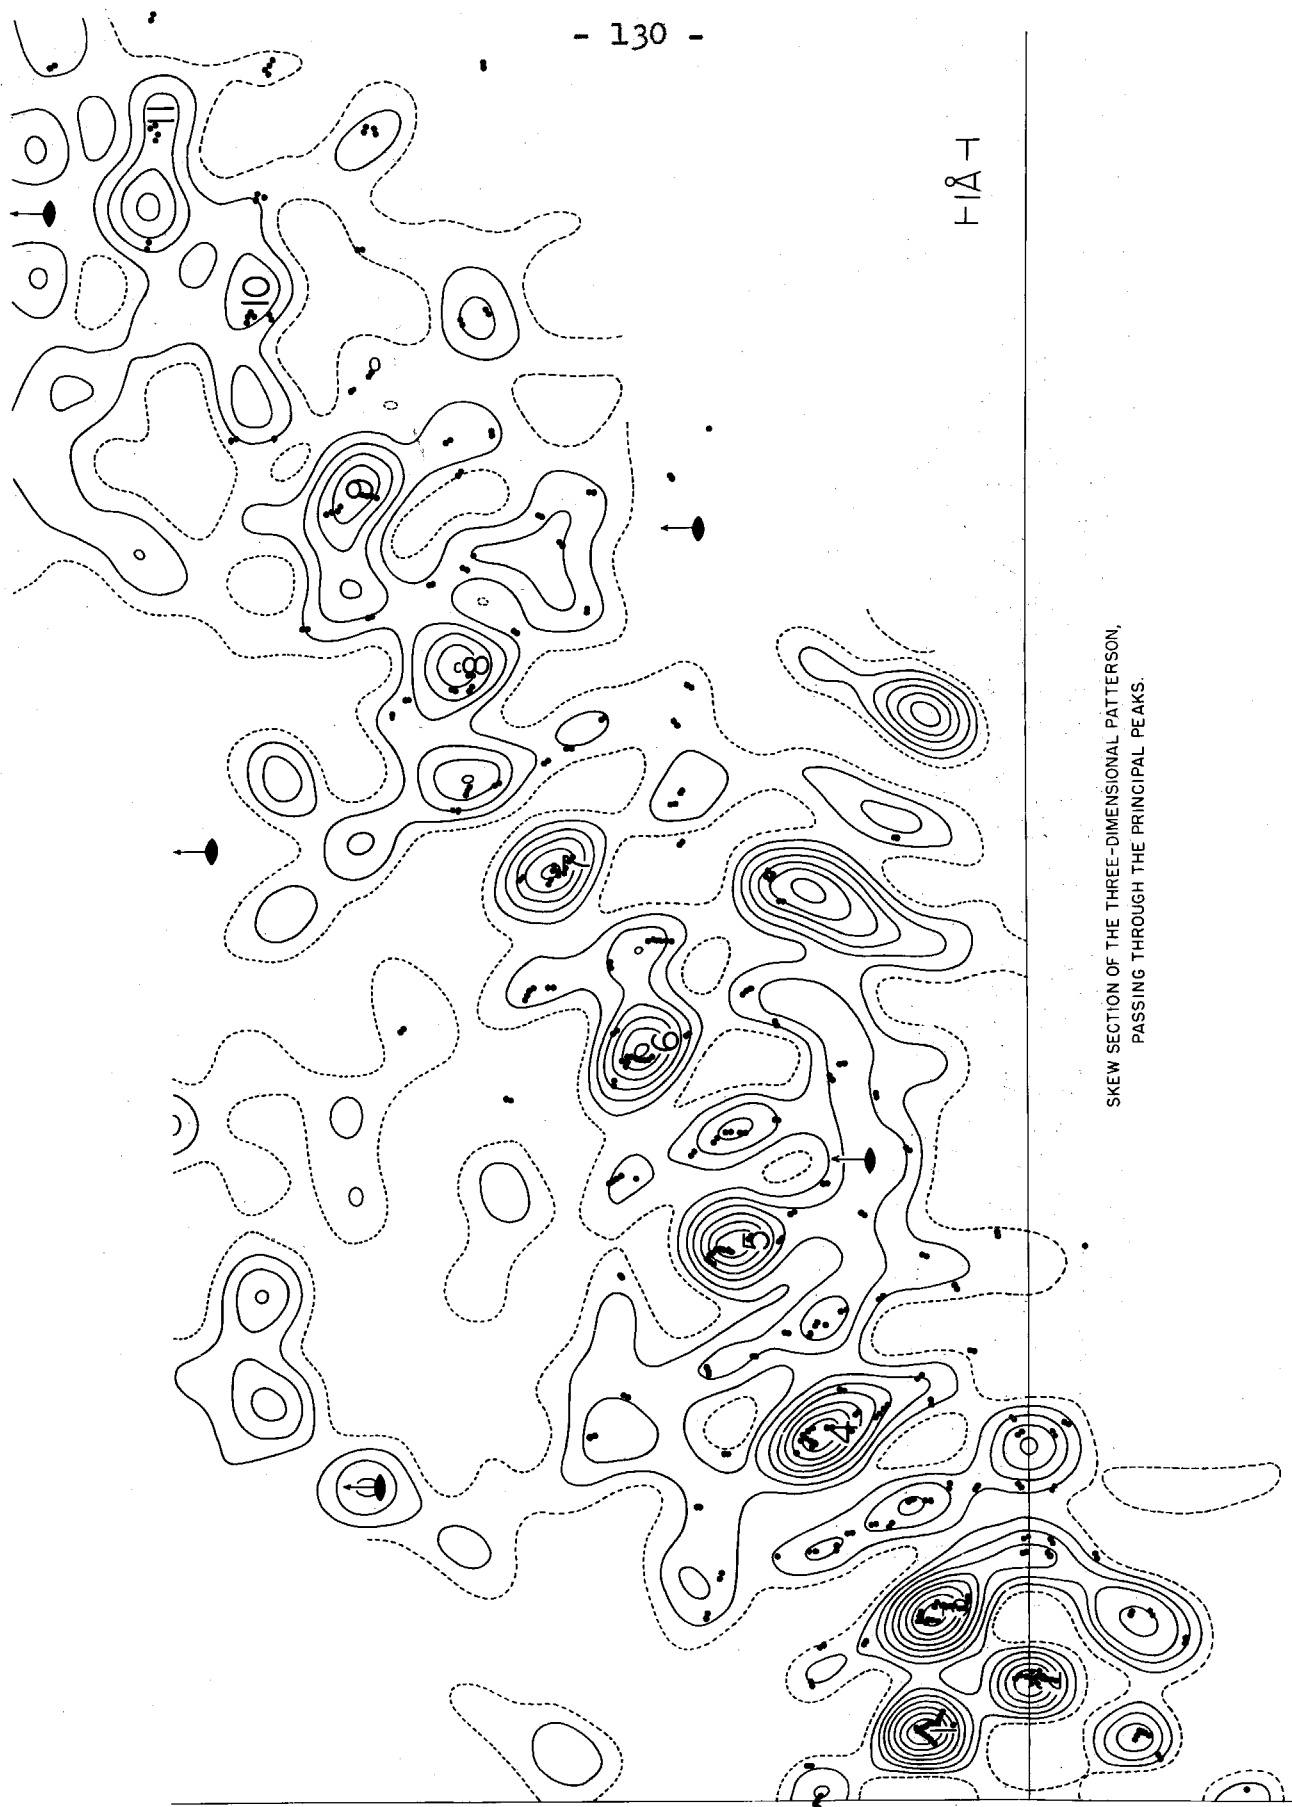 - 130 -
11
1Å
10
9
8
7
6
5
4
SKEW SECTION OF THE THREE-DIMENSIONAL PATTERSON,
PASSING THROUGH THE PRINCIPAL PEAKS.